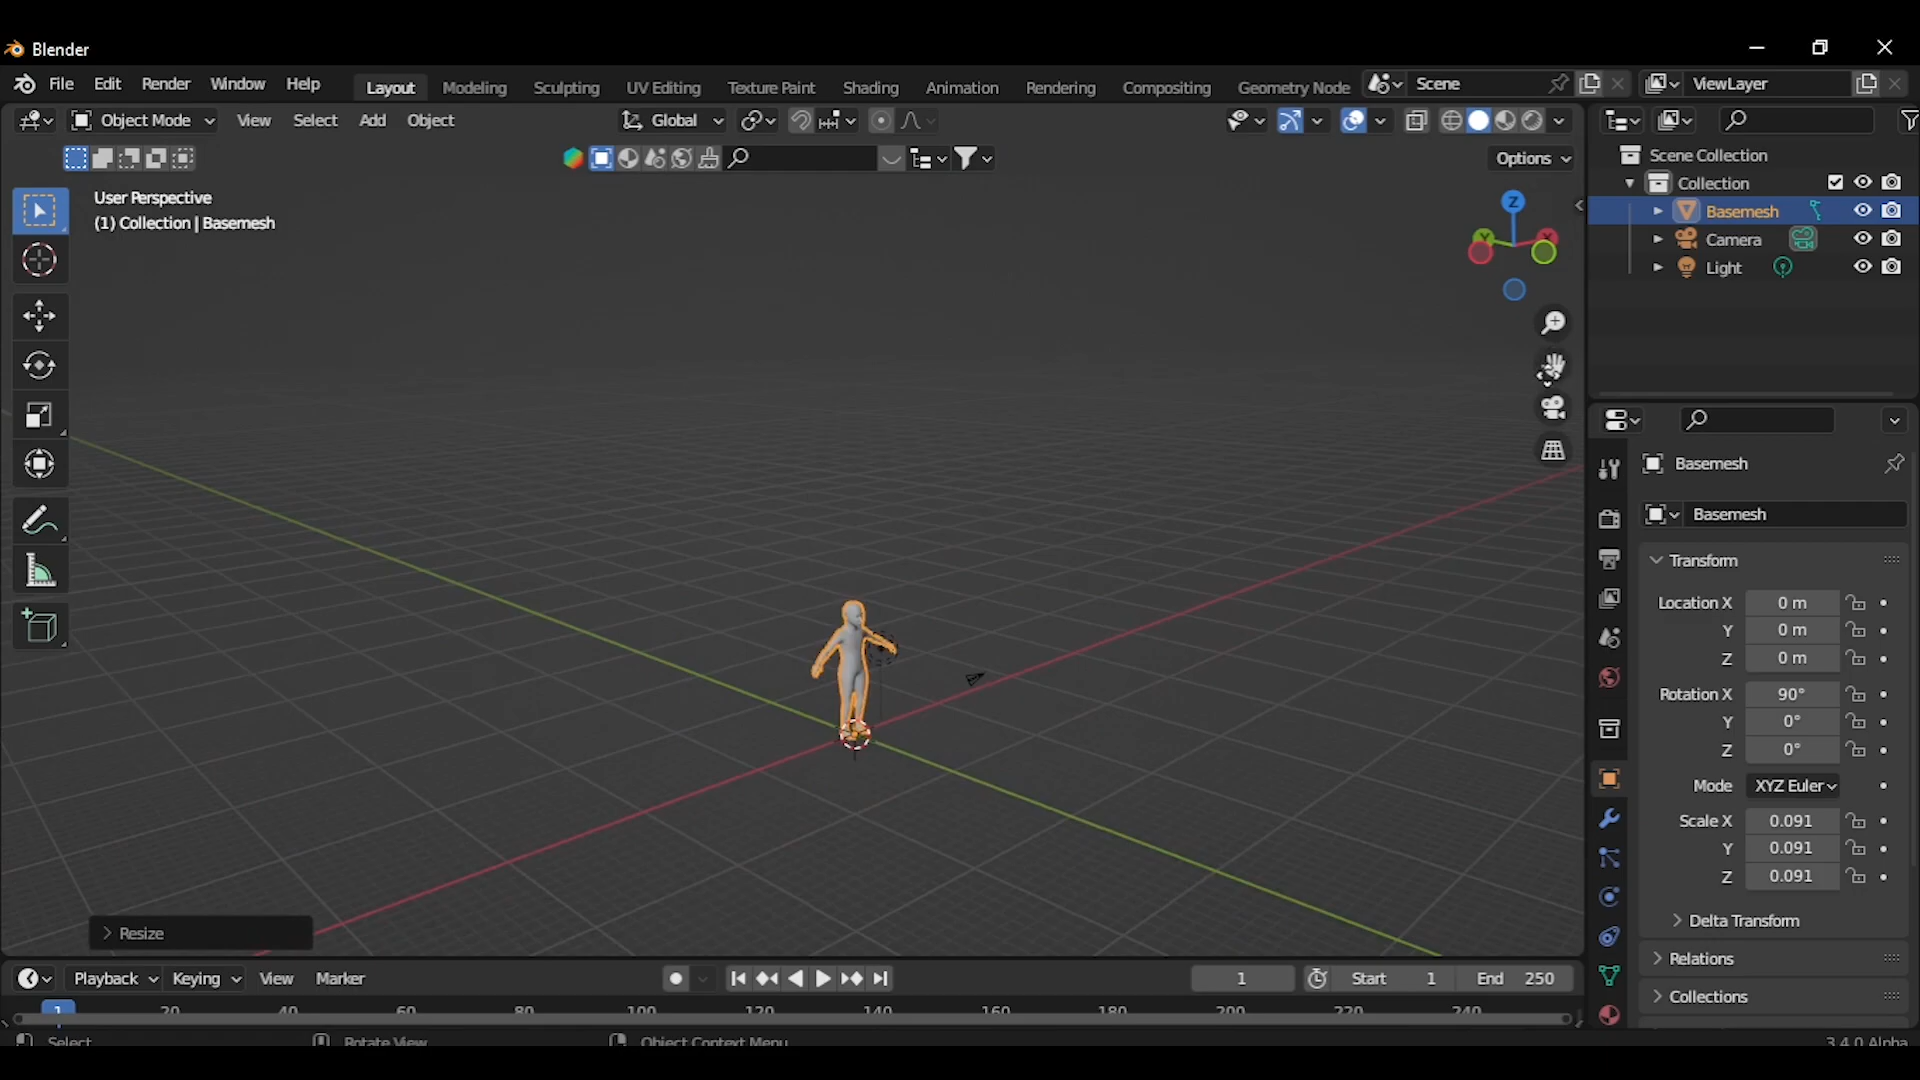 Blender
File Edit Render Window Help Layout Modeling Sculpting UV Editing Texture Paint Shading Animation Rendering Compositing Geometry Node Scene ViewLayer
Object Mode View Select Add Object Global
Options
User Perspective
(1) Collection | Basemesh
Z
Y X
Resize
Scene Collection
Collection
Basemesh
Camera
Light
Basemesh
Basemesh
Transform
Location X 0 m
Y 0 m
Z 0 m
Rotation X 90°
Y 0°
Z 0°
Mode XYZ Euler
Scale X 0.091
Y 0.091
Z 0.091
Delta Transform
Relations
Collections
Playback Keying View Marker 1 Start 1 End 250
1 20 40 60 80 100 120 140 160 180 200 220 240
Select Rotate View Object Context Menu 3.4.0 Alpha